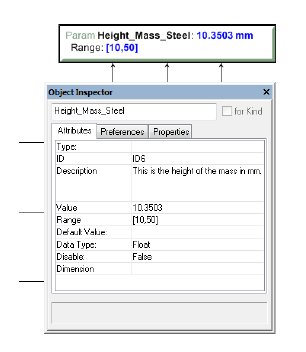 Param Height_Mass_Steel: 10.3503 mm
Range: [10,50]
Object Inspector ×
Height_Mass_Steel for Kind
Attributes Preferences Properties
Type:
ID ID6
Description This is the height of the mass in mm.
Value 10.3503
Range [10,50]
Default Value:
Data Type: Float
Disable: False
Dimension